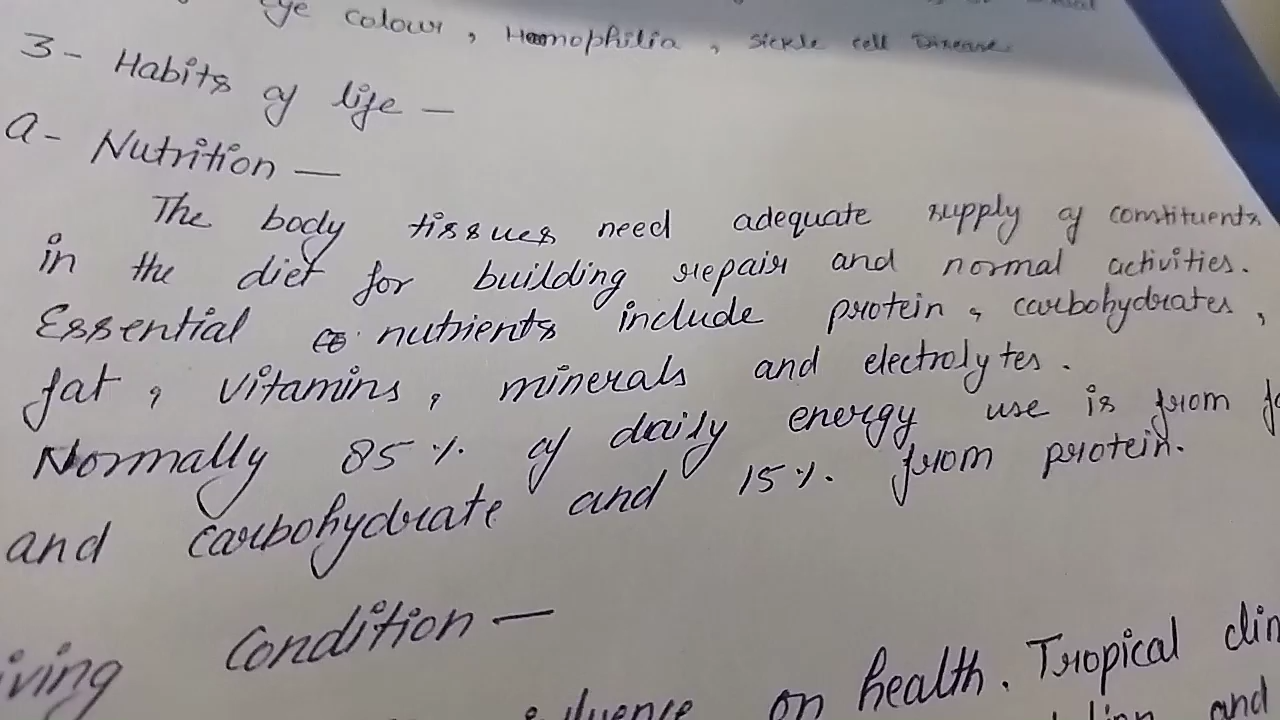 Eye colour, Haemophilia, Sickle cell Disease
3- Habits of life -
a- Nutrition -
The body tissues need adequate supply of constituents
in the diet for building repair and normal activities.
Essential nutrients include protein, carbohydrates,
fat, vitamins, minerals and electrolytes.
Normally 85% of daily energy use is from
and carbohydrate and 15% from protein.
Condition -
on health. Tropical
and